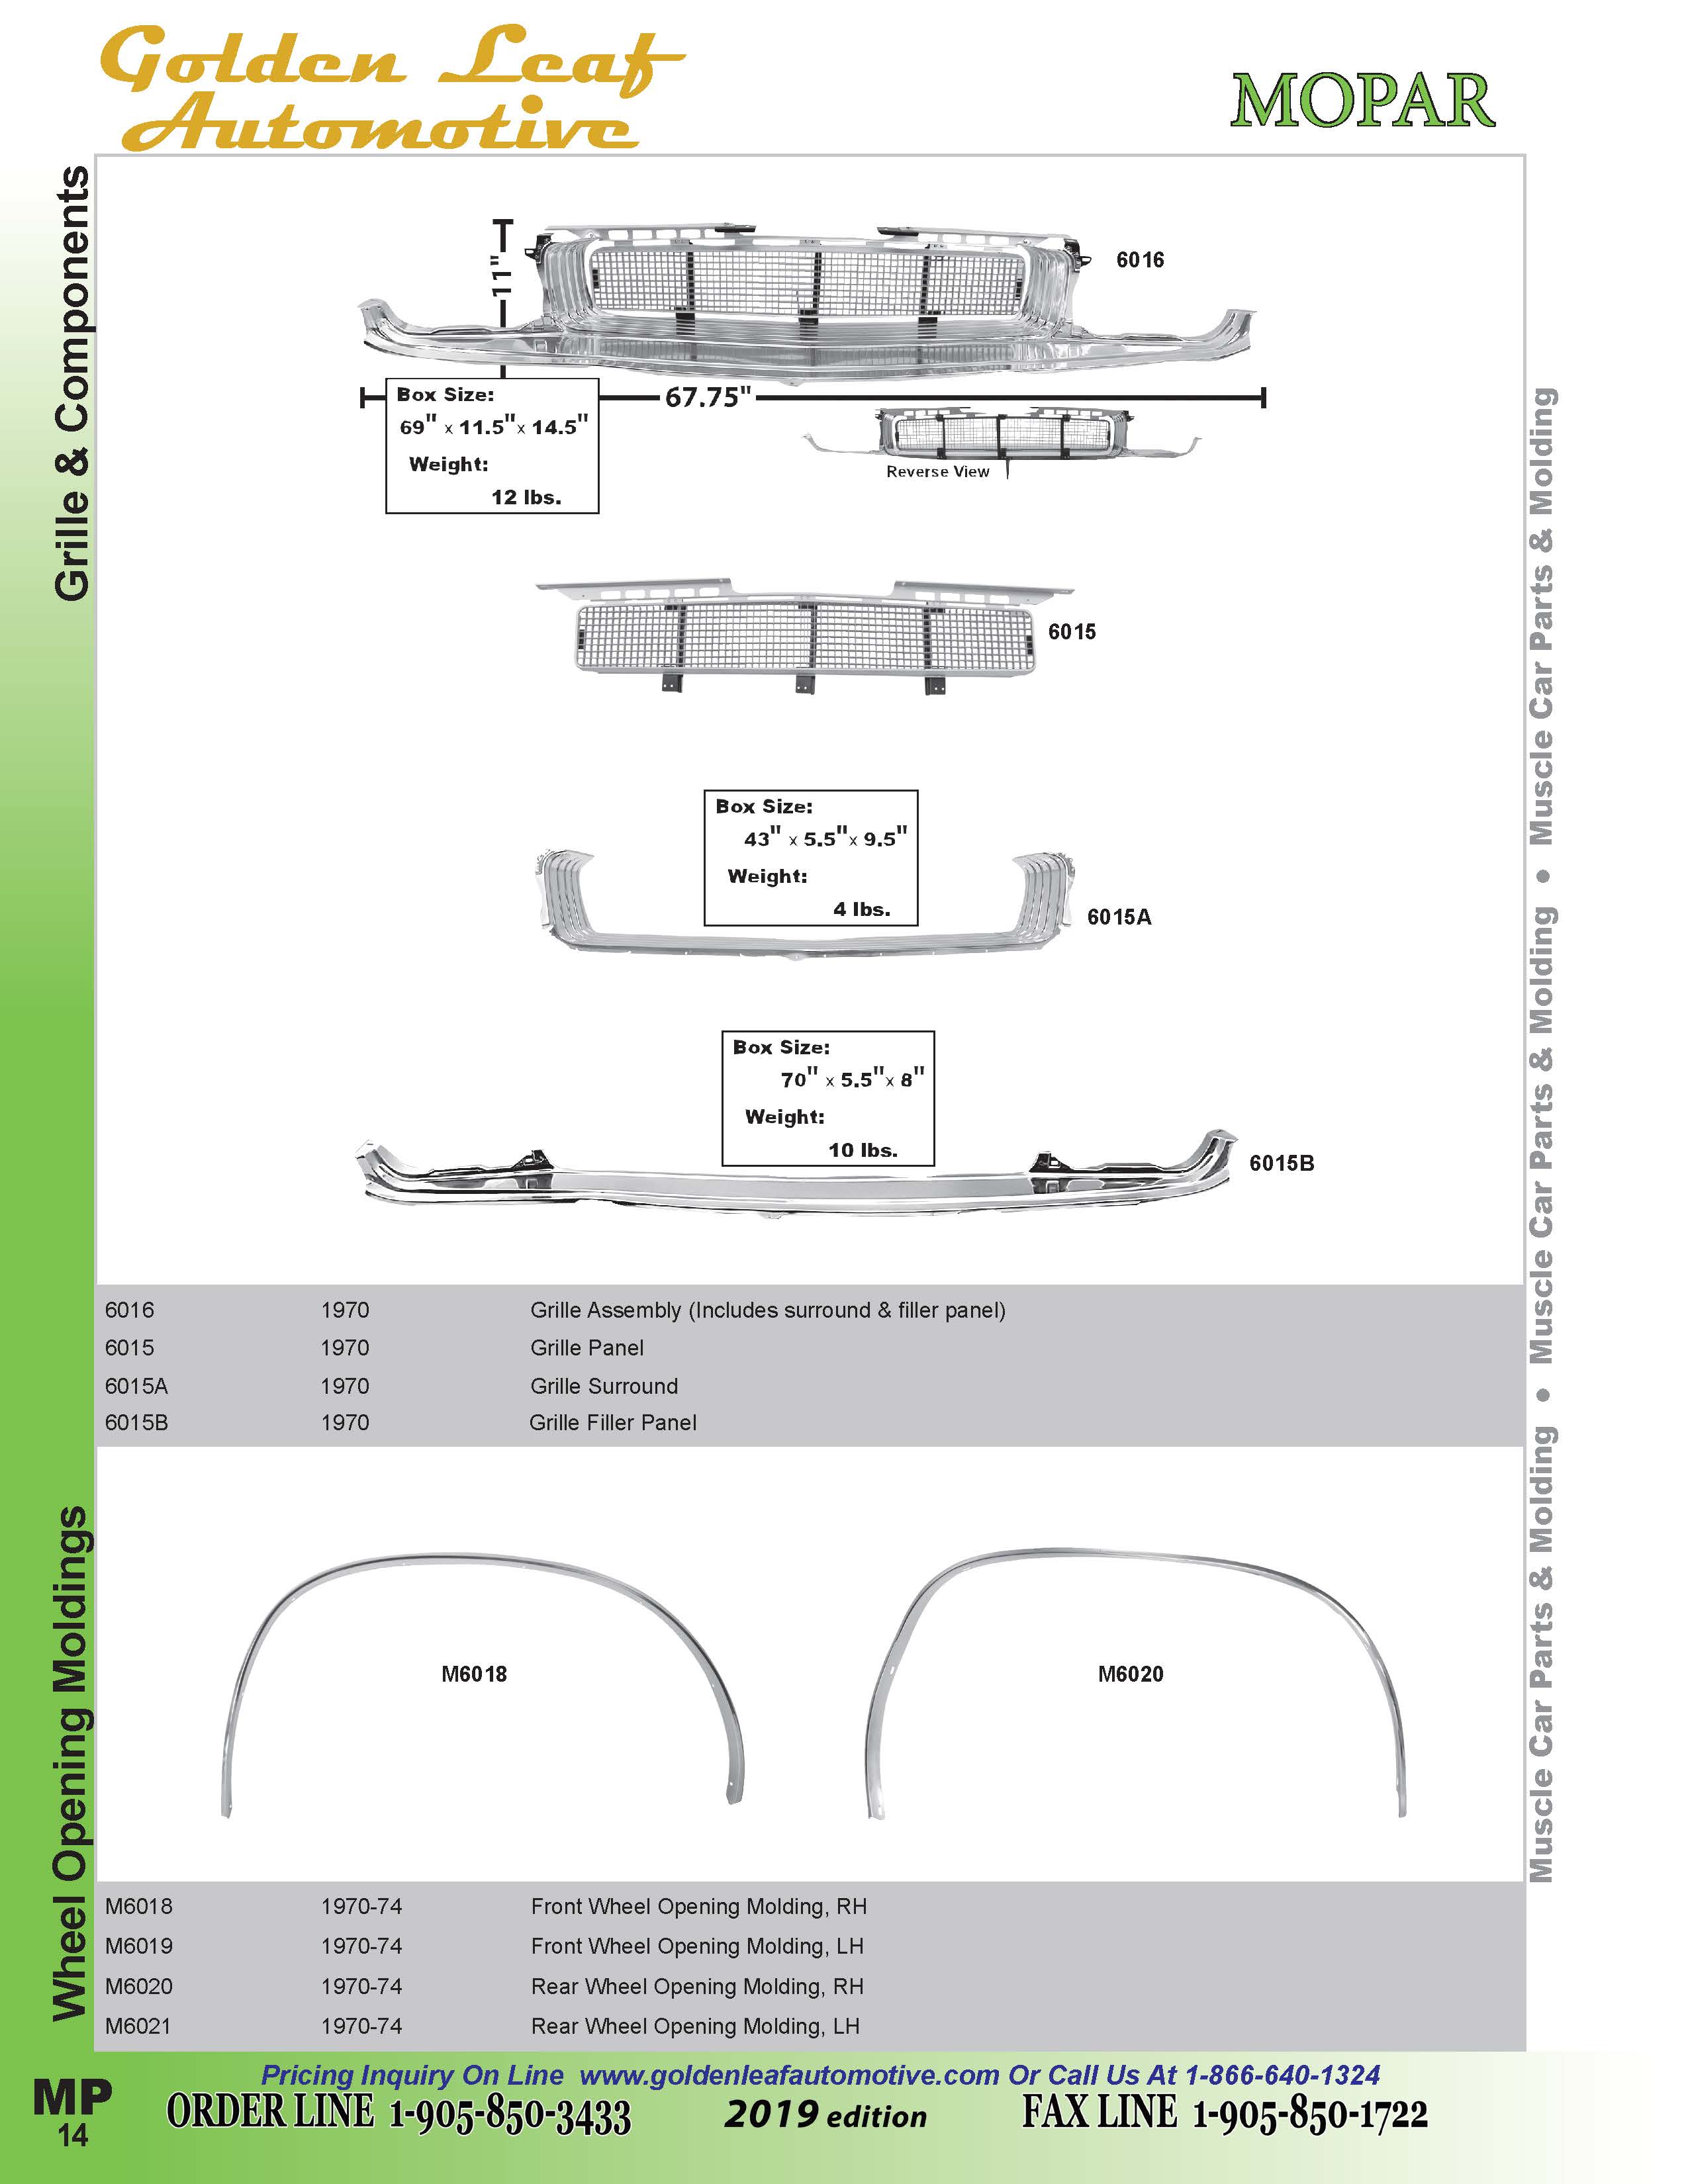 Golden Leaf
Automotive
MOPAR
Grille & Components
11"
6016
67.75"
Box Size:
69" x 11.5" x 14.5"
Weight:
12 lbs.
Reverse View
6015
Box Size:
43" x 5.5" x 9.5"
Weight:
4 lbs.
6015A
Box Size:
70" x 5.5" x 8"
Weight:
10 lbs.
6015B
6016 1970 Grille Assembly (Includes surround & filler panel)
6015 1970 Grille Panel
6015A 1970 Grille Surround
6015B 1970 Grille Filler Panel
Wheel Opening Moldings
M6018
M6020
M6018 1970-74 Front Wheel Opening Molding, RH
M6019 1970-74 Front Wheel Opening Molding, LH
M6020 1970-74 Rear Wheel Opening Molding, RH
M6021 1970-74 Rear Wheel Opening Molding, LH
Muscle Car Parts & Molding • Muscle Car Parts & Molding • Muscle Car Parts & Molding
Pricing Inquiry On Line www.goldenleafautomotive.com Or Call Us At 1-866-640-1324
MP
14
ORDER LINE 1-905-850-3433
2019 edition
FAX LINE 1-905-850-1722